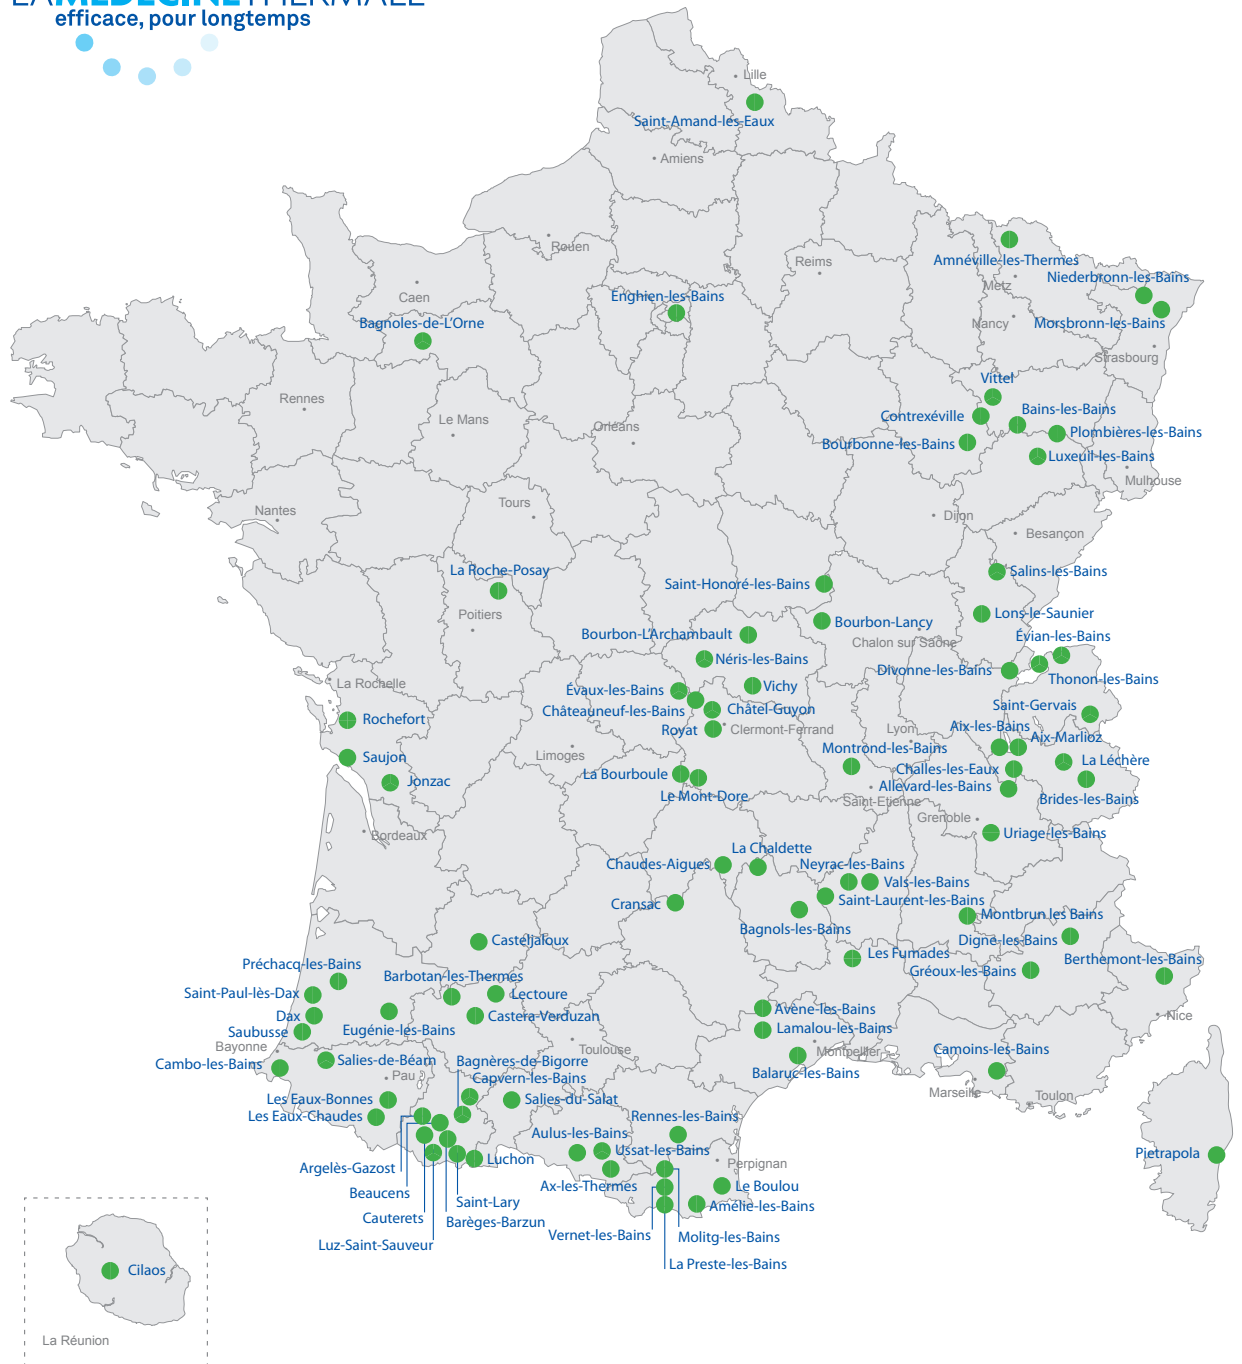 LA MÉDECINE THERMALE
efficace, pour longtemps
Lille
Saint-Amand-les-Eaux
Amiens
Rouen
Reims
Amnéville-les-Thermes
Niederbronn-les-Bains
Metz
Caen
Enghien-les-Bains
Bagnoles-de-L'Orne
Nancy
Morsbronn-les-Bains
Strasbourg
Vittel
Rennes
Le Mans
Orléans
Contrexéville
Bains-les-Bains
Plombières-les-Bains
Bourbonne-les-Bains
Luxeuil-les-Bains
Mulhouse
Nantes
Tours
Dijon
Besançon
La Roche-Posay
Saint-Honoré-les-Bains
Salins-les-Bains
Poitiers
Lons-le-Saunier
Bourbon-Lancy
Bourbon-L'Archambault
Chalon sur Saône
Évian-les-Bains
Néris-les-Bains
Divonne-les-Bains
Thonon-les-Bains
La Rochelle
Évaux-les-Bains
Vichy
Châteauneuf-les-Bains
Châtel-Guyon
Saint-Gervais
Rochefort
Royat
Clermont-Ferrand
Lyon
Aix-les-Bains
Aix-Marlioz
Saujon
Limoges
Montrond-les-Bains
La Léchère
Jonzac
La Bourboule
Challes-les-Eaux
Le Mont-Dore
Allevard-les-Bains
Brides-les-Bains
Saint-Etienne
Grenoble
Bordeaux
Uriage-les-Bains
La Chaldette
Chaudes-Aigues
Neyrac-les-Bains
Vals-les-Bains
Cransac
Saint-Laurent-les-Bains
Montbrun les Bains
Bagnols-les-Bains
Casteljaloux
Digne-les-Bains
Les Fumades
Berthemont-les-Bains
Préchacq-les-Bains
Barbotan-les-Thermes
Gréoux-les-Bains
Saint-Paul-lès-Dax
Lectoure
Avène-les-Bains
Dax
Castera-Verduzan
Nice
Saubusse
Eugénie-les-Bains
Lamalou-les-Bains
Bayonne
Toulouse
Montpellier
Camoins-les-Bains
Cambo-les-Bains
Salies-de-Béarn
Bagnères-de-Bigorre
Balaruc-les-Bains
Pau
Capvern-les-Bains
Marseille
Toulon
Les Eaux-Bonnes
Salies-du-Salat
Les Eaux-Chaudes
Rennes-les-Bains
Aulus-les-Bains
Ussat-les-Bains
Pietrapola
Argelès-Gazost
Luchon
Perpignan
Beaucens
Saint-Lary
Ax-les-Thermes
Le Boulou
Cauterets
Barèges-Barzun
Amélie-les-Bains
Luz-Saint-Sauveur
Vernet-les-Bains
Molitg-les-Bains
La Preste-les-Bains
Cilaos
La Réunion